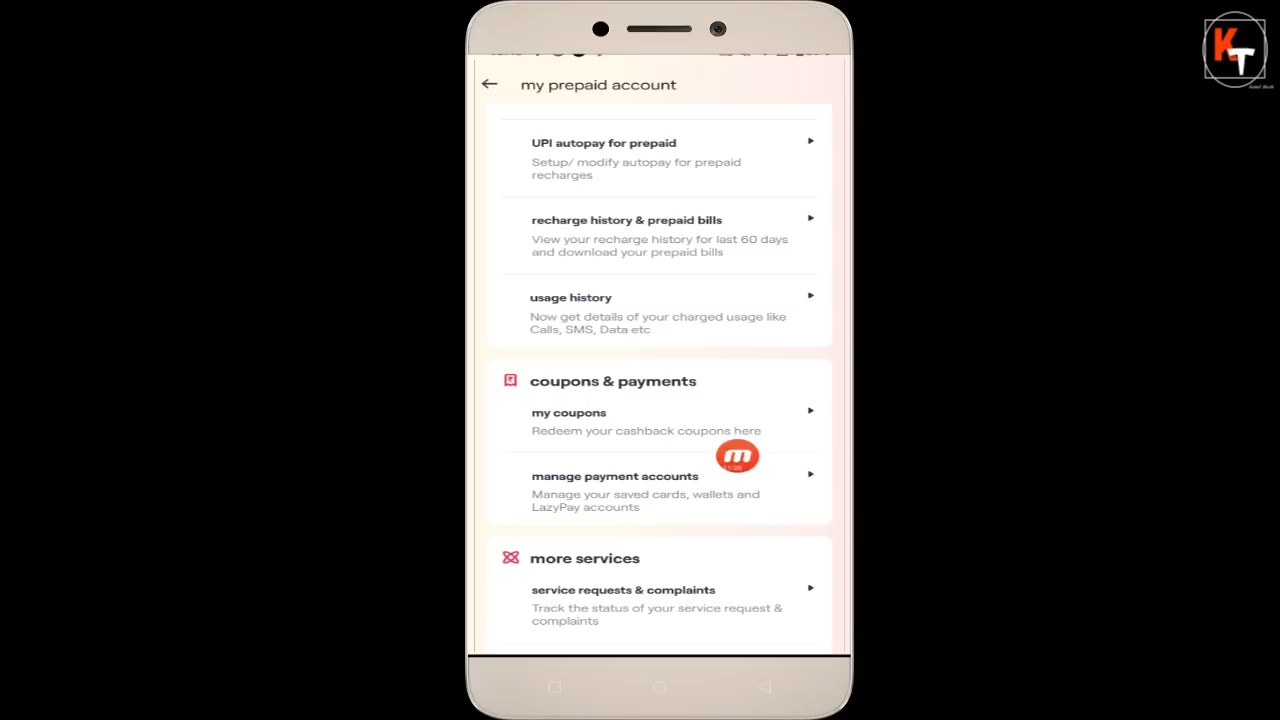 KT
my prepaid account
UPI autopay for prepaid
Setup/ modify autopay for prepaid
recharges
recharge history & prepaid bills
View your recharge history for last 60 days
and download your prepaid bills
usage history
Now get details of your charged usage like
Calls, SMS, Data etc
coupons & payments
my coupons
Redeem your cashback coupons here
m
manage payment accounts
Manage your saved cards, wallets and
LazyPay accounts
more services
service requests & complaints
Track the status of your service request &
complaints